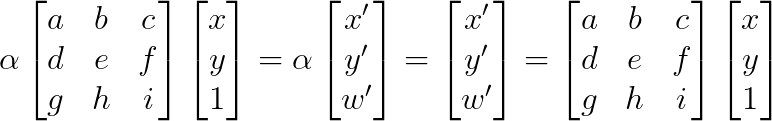 α [a b c; d e f; g h i] [x; y; 1] = α [x′; y′; w′] = [x′; y′; w′] = [a b c; d e f; g h i] [x; y; 1]